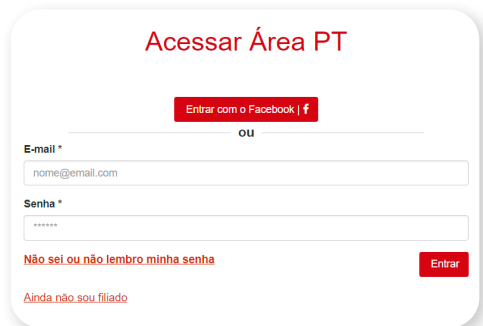 Acessar Área PT
Entrar com o Facebook | f
ou
E-mail *
nome@email.com
Senha *
******
Não sei ou não lembro minha senha
Entrar
Ainda não sou filiado